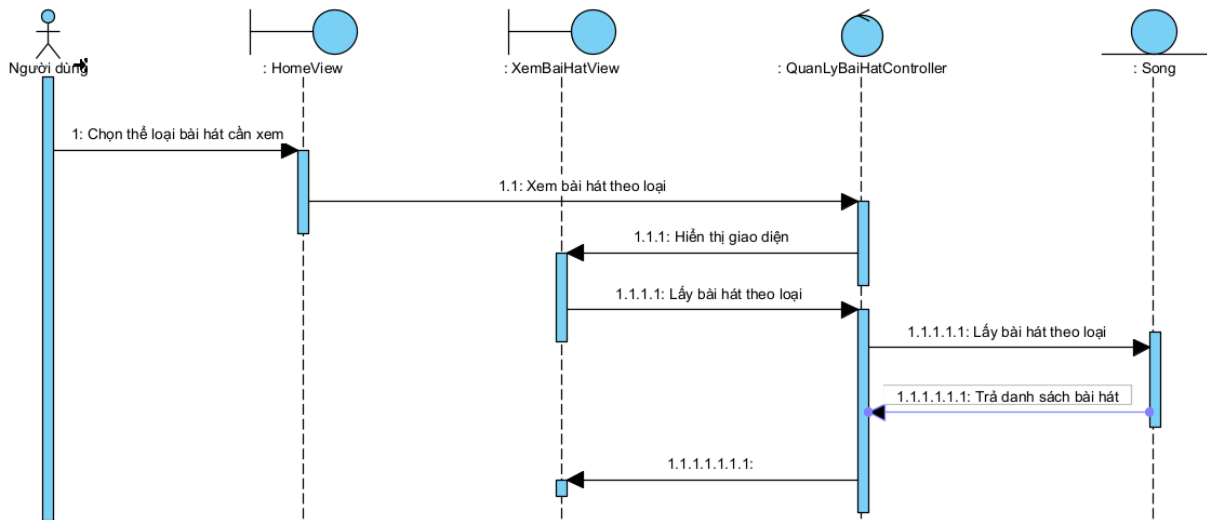 Người dùng
: HomeView
: XemBaiHatView
: QuanLyBaiHatController
: Song
1: Chọn thể loại bài hát cần xem
1.1: Xem bài hát theo loại
1.1.1: Hiển thị giao diện
1.1.1.1: Lấy bài hát theo loại
1.1.1.1.1: Lấy bài hát theo loại
1.1.1.1.1.1: Trả danh sách bài hát
1.1.1.1.1.1.1: